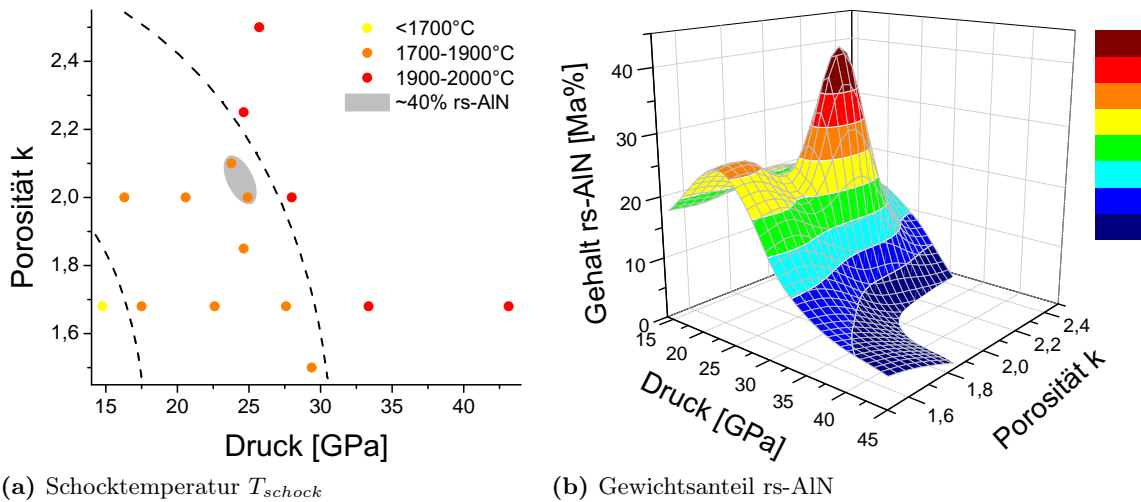 <1700°C
1700-1900°C
1900-2000°C
~40% rs-AlN
2,4
2,2
2,0
1,8
1,6
Porosität k
15 20 25 30 35 40
Druck [GPa]
(a) Schocktemperatur Tschock
40
30
20
10
0
Gehalt rs-AlN [Ma%]
15 20 25 30 35 40 45
Druck [GPa]
1,6 1,8 2,0 2,2 2,4
Porosität k
(b) Gewichtsanteil rs-AlN